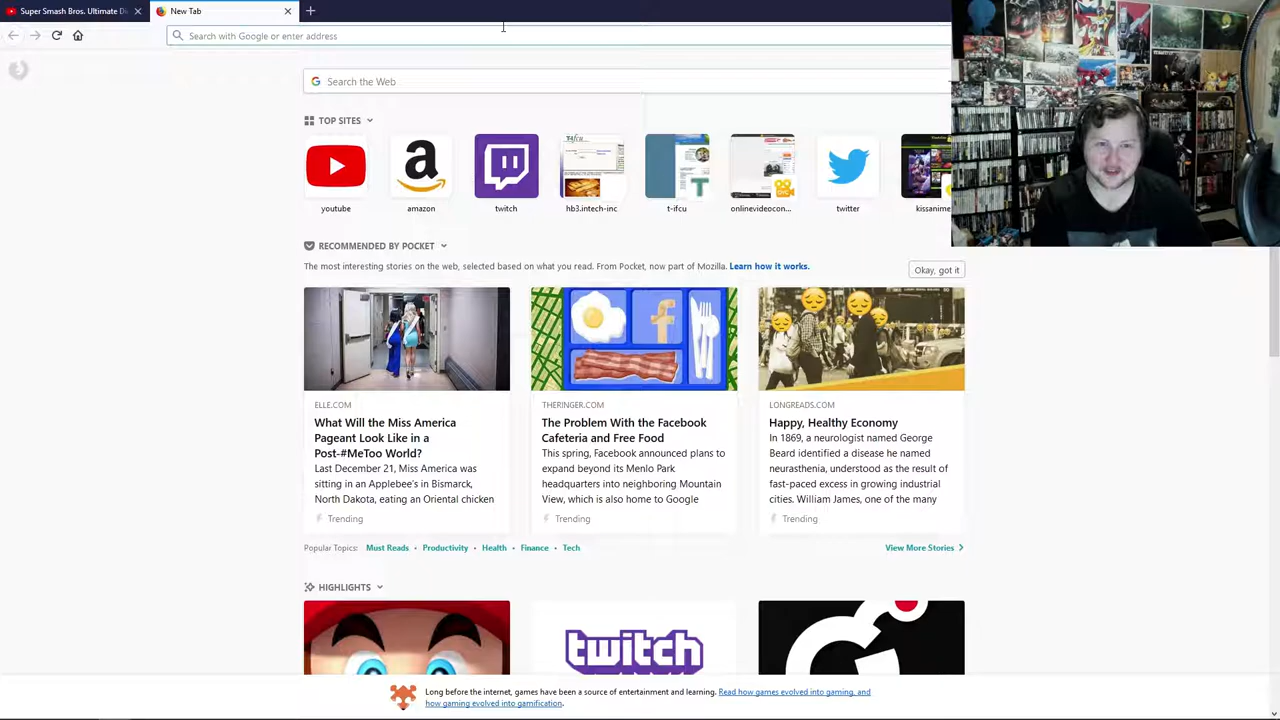 Super Smash Bros. Ultimate Di
New Tab
Search with Google or enter address
Search the Web
TOP SITES
youtube
amazon
twitch
hb3.intech-inc
t-ifcu
onlinevideocon...
twitter
kissanime
RECOMMENDED BY POCKET
The most interesting stories on the web, selected based on what you read. From Pocket, now part of Mozilla. Learn how it works.
Okay, got it
ELLE.COM
What Will the Miss America
Pageant Look Like in a
Post-#MeToo World?
Last December 21, Miss America was
sitting in an Applebee's in Bismarck,
North Dakota, eating an Oriental chicken
Trending
THERINGER.COM
The Problem With the Facebook
Cafeteria and Free Food
This spring, Facebook announced plans to
expand beyond its Menlo Park
headquarters into neighboring Mountain
View, which is also home to Google
Trending
LONGREADS.COM
Happy, Healthy Economy
In 1869, a neurologist named George
Beard identified a disease he named
neurasthenia, understood as the result of
fast-paced excess in growing industrial
cities. William James, one of the many
Trending
Popular Topics: Must Reads • Productivity • Health • Finance • Tech
View More Stories
HIGHLIGHTS
twitch
Long before the internet, games have been a source of entertainment and learning. Read how games evolved into gaming, and
how gaming evolved into gamification.